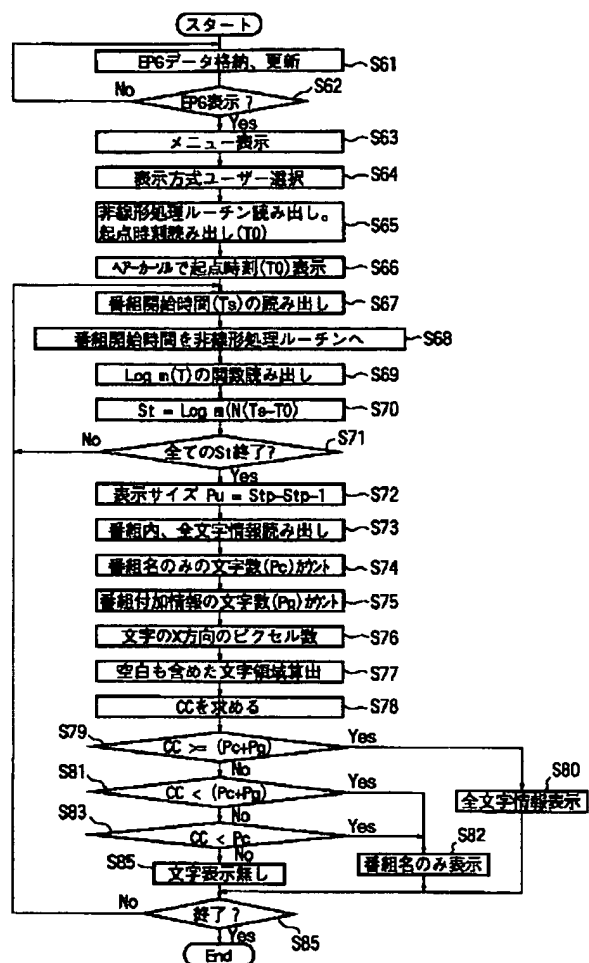 スタート
EPGデータ格納、更新
S61
No
S62
EPG表示?
Yes
メニュー表示
S63
表示方式ユーザー選択
S64
非線形処理ルーチン読み出し。
起点時刻読み出し(T0)
S65
ヘアーカーソルで起点時刻(T0)表示
S66
番組開始時間(Ts)の読み出し
S67
番組開始時間を非線形処理ルーチンへ
S68
Log m(T)の関数読み出し
S69
St = Log m(N(Ts-T0)
S70
No
S71
全てのSt終了?
Yes
表示サイズ Pu = Stp-Stp-1
S72
番組内、全文字情報読み出し
S73
番組名のみの文字数(Pc)カウント
S74
番組付加情報の文字数(Pg)カウント
S75
文字のX方向のピクセル数
S76
空白も含めた文字領域算出
S77
CCを求める
S78
S79
CC >= (Pc+Pg)
Yes
No
S80
全文字情報表示
S81
CC < (Pc+Pg)
Yes
No
S83
CC < Pc
Yes
No
S82
番組名のみ表示
S85
文字表示無し
No
終了?
S85
Yes
End